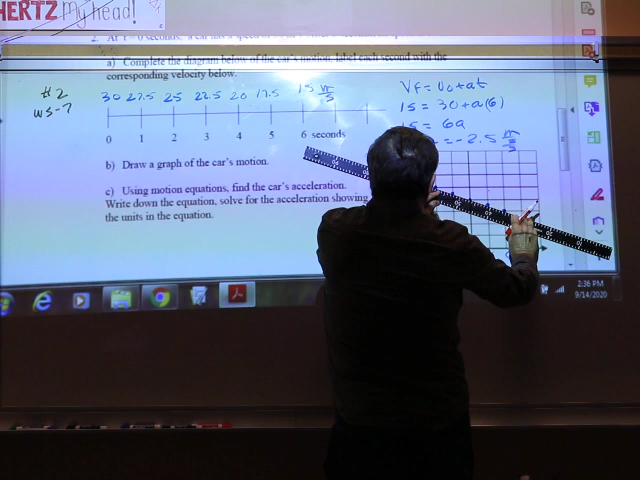 HERTZ My head!
a) Complete the diagram below of the car's motion, label each second with the
corresponding velocity below.
#2
WS-7
30 27.5 25 22.5 20 17.5 15 m/s
0 1 2 3 4 5 6 seconds
Vf = Vo + at
15 = 30 + a(6)
= 6a
= -2.5 m/s
b) Draw a graph of the car's motion.
c) Using motion equations, find the car's acceleration.
Write down the equation, solve for the acceleration showing
the units in the equation.
2:36 PM
9/14/2020